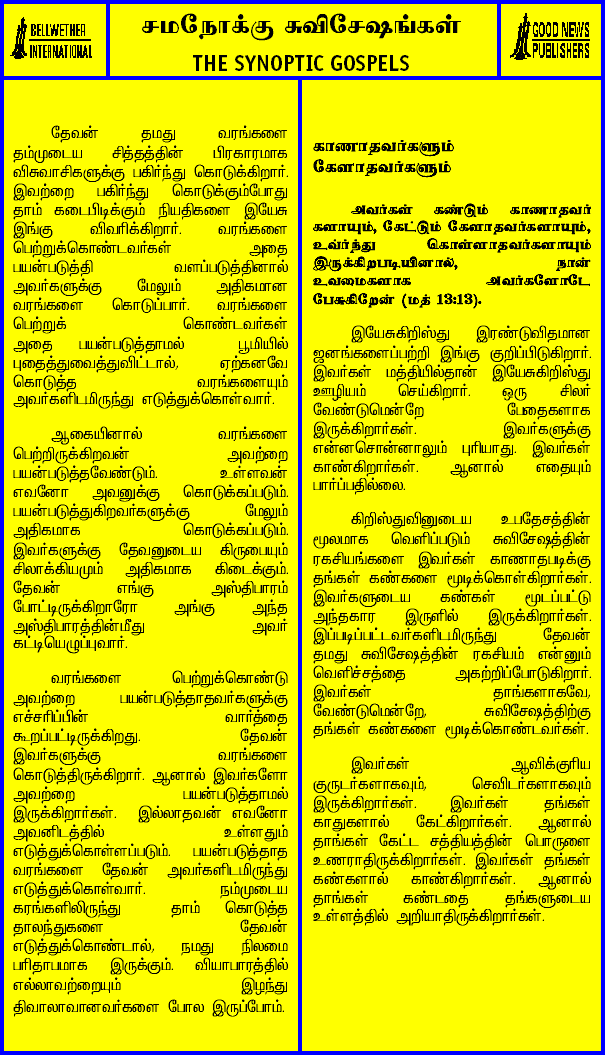 BELLWETHER
INTERNATIONAL
சமநோக்கு சுவிசேஷங்கள்
THE SYNOPTIC GOSPELS
GOOD NEWS
PUBLISHERS
தேவன் தமது வரங்களை
தம்முடைய சித்தத்தின் பிரகாரமாக
விசுவாசிகளுக்கு பகிர்ந்து கொடுக்கிறார்.
இவற்றை பகிர்ந்து கொடுக்கும்போது
தாம் கடைபிடிக்கும் நியதிகளை இயேசு
இங்கு விவரிக்கிறார். வரங்களை
பெற்றுக்கொண்டவர்கள் அதை
பயன்படுத்தி வளப்படுத்தினால்
அவர்களுக்கு மேலும் அதிகமான
வரங்களை கொடுப்பார். வரங்களை
பெற்றுக் கொண்டவர்கள்
அதை பயன்படுத்தாமல் பூமியில்
புதைத்துவைத்துவிட்டால், ஏற்கனவே
கொடுத்த வரங்களையும்
அவர்களிடமிருந்து எடுத்துக்கொள்வார்.
ஆகையினால் வரங்களை
பெற்றிருக்கிறவன் அவற்றை
பயன்படுத்தவேண்டும். உள்ளவன்
எவனோ அவனுக்கு கொடுக்கப்படும்.
பயன்படுத்துகிறவர்களுக்கு மேலும்
அதிகமாக கொடுக்கப்படும்.
இவர்களுக்கு தேவனுடைய கிருபையும்
சிலாக்கியமும் அதிகமாக கிடைக்கும்.
தேவன் எங்கு அஸ்திபாரம்
போட்டிருக்கிறாரோ அங்கு அந்த
அஸ்திபாரத்தின்மீது அவர்
கட்டியெழுப்புவார்.
வரங்களை பெற்றுக்கொண்டு
அவற்றை பயன்படுத்தாதவர்களுக்கு
எச்சரிப்பின் வார்த்தை
கூறப்பட்டிருக்கிறது. தேவன்
இவர்களுக்கு வரங்களை
கொடுத்திருக்கிறார். ஆனால் இவர்களோ
அவற்றை பயன்படுத்தாமல்
இருக்கிறார்கள். இல்லாதவன் எவனோ
அவனிடத்தில் உள்ளதும்
எடுத்துக்கொள்ளப்படும். பயன்படுத்தாத
வரங்களை தேவன் அவர்களிடமிருந்து
எடுத்துக்கொள்வார். நம்முடைய
கரங்களிலிருந்து தாம் கொடுத்த
தாலந்துகளை தேவன்
எடுத்துக்கொண்டால், நமது நிலமை
பரிதாபமாக இருக்கும். வியாபாரத்தில்
எல்லாவற்றையும் இழந்து
திவாலாவானவர்களை போல இருப்போம்.
காணாதவர்களும்
கேளாதவர்களும்
அவர்கள் கண்டும் காணாதவர்
களாயும், கேட்டும் கேளாதவர்களாயும்,
உணர்ந்து கொள்ளாதவர்களாயும்
இருக்கிறபடியினால், நான்
உவமைகளாக அவர்களோடே
பேசுகிறேன் (மத் 13:13).
இயேசுகிறிஸ்து இரண்டுவிதமான
ஜனங்களைப்பற்றி இங்கு குறிப்பிடுகிறார்.
இவர்கள் மத்தியில்தான் இயேசுகிறிஸ்து
ஊழியம் செய்கிறார். ஒரு சிலர்
வேண்டுமென்றே பேதைகளாக
இருக்கிறார்கள். இவர்களுக்கு
என்னசொன்னாலும் புரியாது. இவர்கள்
காண்கிறார்கள். ஆனால் எதையும்
பார்ப்பதில்லை.
கிறிஸ்துவினுடைய உபதேசத்தின்
மூலமாக வெளிப்படும் சுவிசேஷத்தின்
ரகசியங்களை இவர்கள் காணாதபடிக்கு
தங்கள் கண்களை மூடிக்கொள்கிறார்கள்.
இவர்களுடைய கண்கள் மூடப்பட்டு
அந்தகார இருளில் இருக்கிறார்கள்.
இப்படிப்பட்டவர்களிடமிருந்து தேவன்
தமது சுவிசேஷத்தின் ரகசியம் என்னும்
வெளிச்சத்தை அகற்றிப்போடுகிறார்.
இவர்கள் தாங்களாகவே,
வேண்டுமென்றே, சுவிசேஷத்திற்கு
தங்கள் கண்களை மூடிக்கொண்டவர்கள்.
இவர்கள் ஆவிக்குரிய
குருடர்களாகவும், செவிடர்களாகவும்
இருக்கிறார்கள். இவர்கள் தங்கள்
காதுகளால் கேட்கிறார்கள். ஆனால்
தாங்கள் கேட்ட சத்தியத்தின் பொருளை
உணராதிருக்கிறார்கள். இவர்கள் தங்கள்
கண்களால் காண்கிறார்கள். ஆனால்
தாங்கள் கண்டதை தங்களுடைய
உள்ளத்தில் அறியாதிருக்கிறார்கள்.